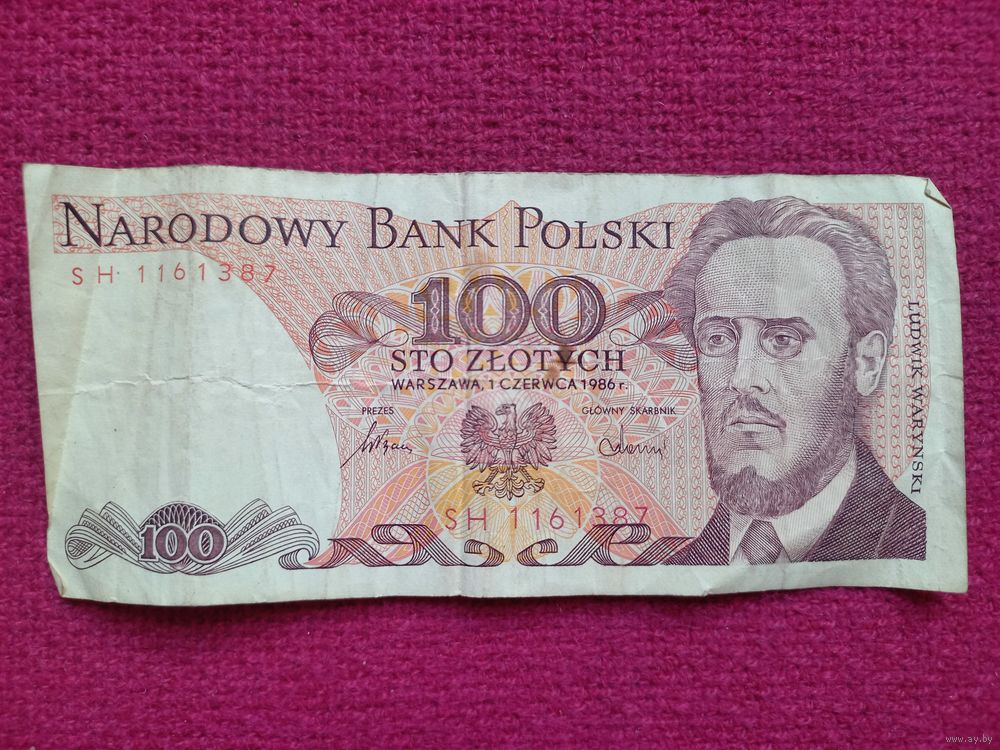 NARODOWY BANK POLSKI
SH 1161387
100
STO ZŁOTYCH
WARSZAWA, 1 CZERWCA 1986 r.
PREZES
GŁÓWNY SKARBNIK
LUDWIK WARYŃSKI
SH 1161387
100
www.ay.by